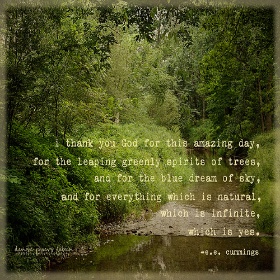 i thank you God for this amazing day,
for the leaping greenly spirits of trees,
and for the blue dream of sky,
and for everything which is natural,
which is infinite,
which is yes.
-e.e. cummings